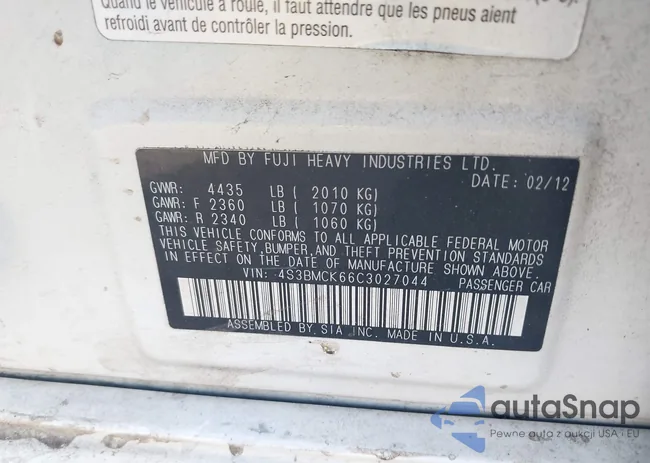 Quand le véhicule a roulé, il faut attendre que les pneus aient
refroidi avant de contrôler la pression.
MFD BY FUJI HEAVY INDUSTRIES LTD.
DATE: 02/12
GVWR: 4435 LB ( 2010 KG)
GAWR: F 2360 LB ( 1070 KG)
GAWR: R 2340 LB ( 1060 KG)
THIS VEHICLE CONFORMS TO ALL APPLICABLE FEDERAL MOTOR
VEHICLE SAFETY,BUMPER,AND THEFT PREVENTION STANDARDS
IN EFFECT ON THE DATE OF MANUFACTURE SHOWN ABOVE.
VIN: 4S3BMCK66C3027044 PASSENGER CAR
ASSEMBLED BY SIA INC. MADE IN U.S.A.
autaSnap
Pewne auta z aukcji USA i EU